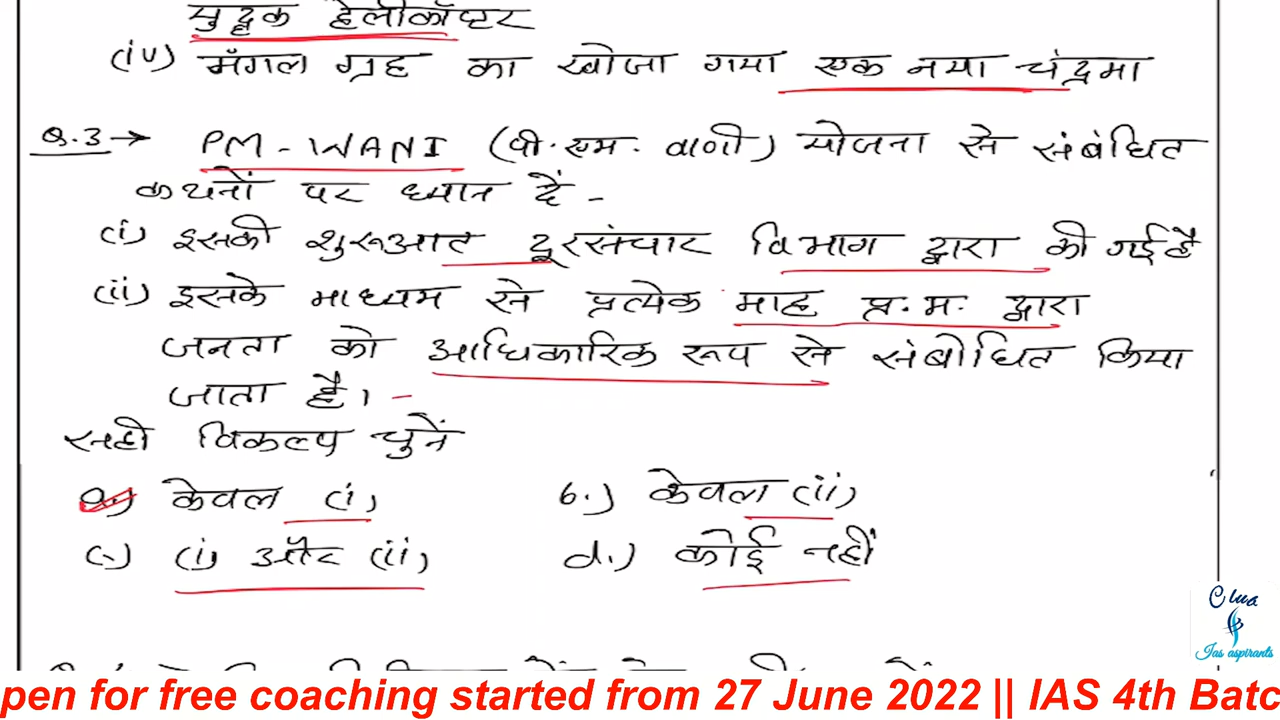 युद्धक हेलीकॉप्टर
(iv) मंगल ग्रह का खोजा गया एक नया चंद्रमा
Q.3→ PM-WANI (पी.एम. वाणी) योजना से संबंधित
कथनों पर ध्यान दें -
(i) इसकी शुरूआत दूरसंचार विभाग द्वारा की गई है
(ii) इसके माध्यम से प्रत्येक माह प्र.म. द्वारा
जनता को आधिकारिक रूप से संबोधित किया
जाता है। -
सही विकल्प चुनें
a.) केवल (i) b.) केवल (ii)
c.) (i) और (ii) d.) कोई नहीं
Clua
Ias aspirants
pen for free coaching started from 27 June 2022 || IAS 4th Batc